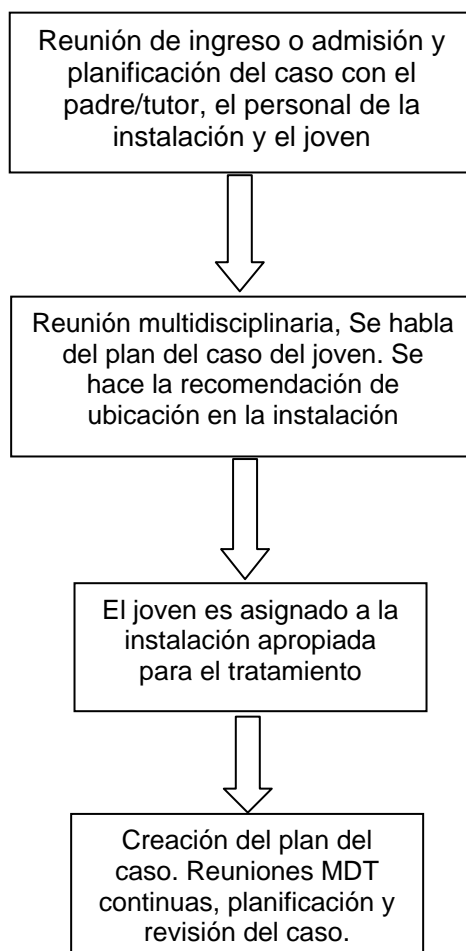 Reunión de ingreso o admisión y
planificación del caso con el
padre/tutor, el personal de la
instalación y el joven
Reunión multidisciplinaria, Se habla
del plan del caso del joven. Se
hace la recomendación de
ubicación en la instalación
El joven es asignado a la
instalación apropiada
para el tratamiento
Creación del plan del
caso. Reuniones MDT
continuas, planificación y
revisión del caso.